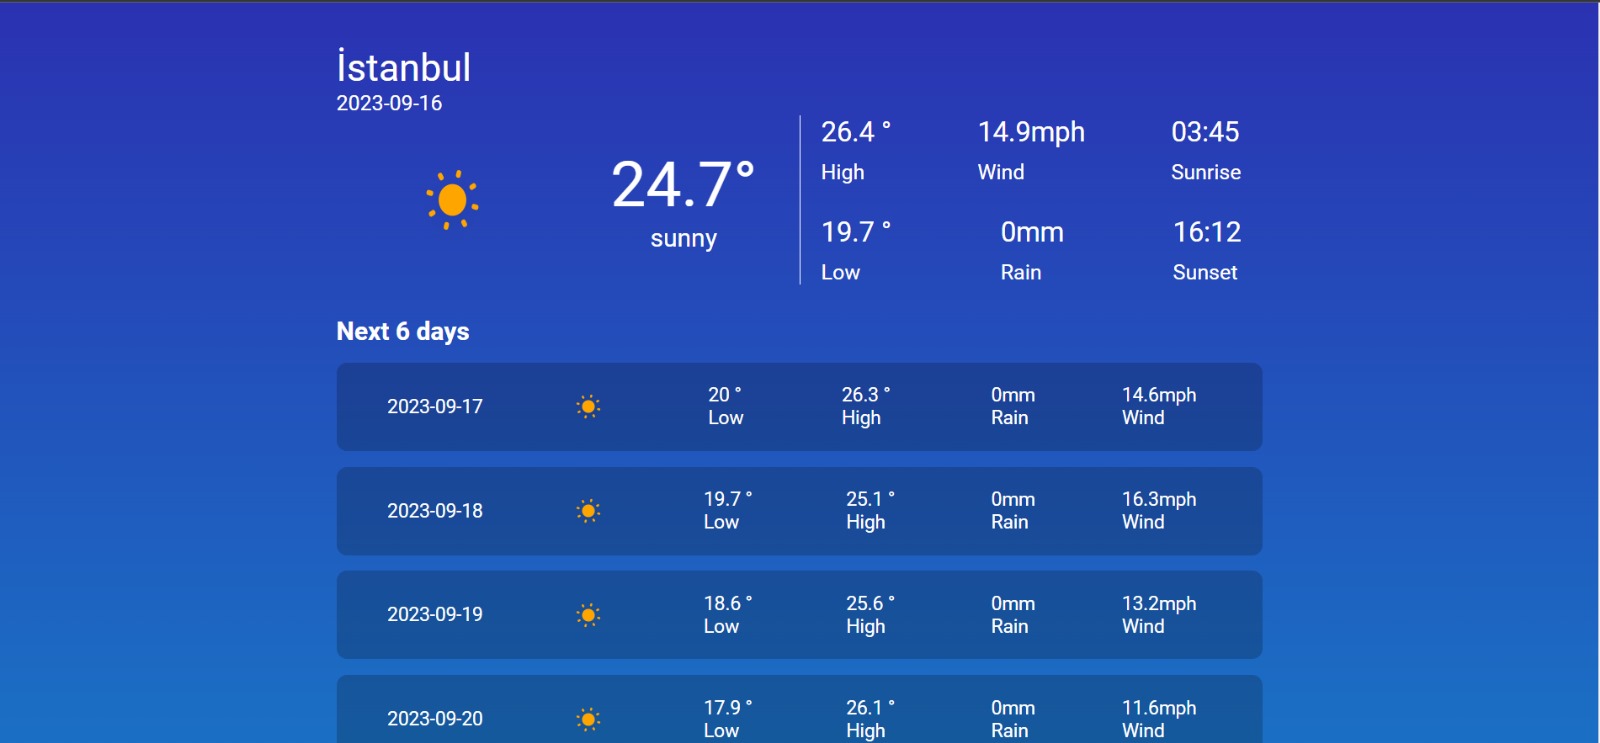 İstanbul
2023-09-16
24.7°
sunny
26.4 ° 14.9mph 03:45
High Wind Sunrise
19.7 ° 0mm 16:12
Low Rain Sunset
Next 6 days
2023-09-17
20 ° 26.3 ° 0mm 14.6mph
Low High Rain Wind
2023-09-18
19.7 ° 25.1 ° 0mm 16.3mph
Low High Rain Wind
2023-09-19
18.6 ° 25.6 ° 0mm 13.2mph
Low High Rain Wind
2023-09-20
17.9 ° 26.1 ° 0mm 11.6mph
Low High Rain Wind